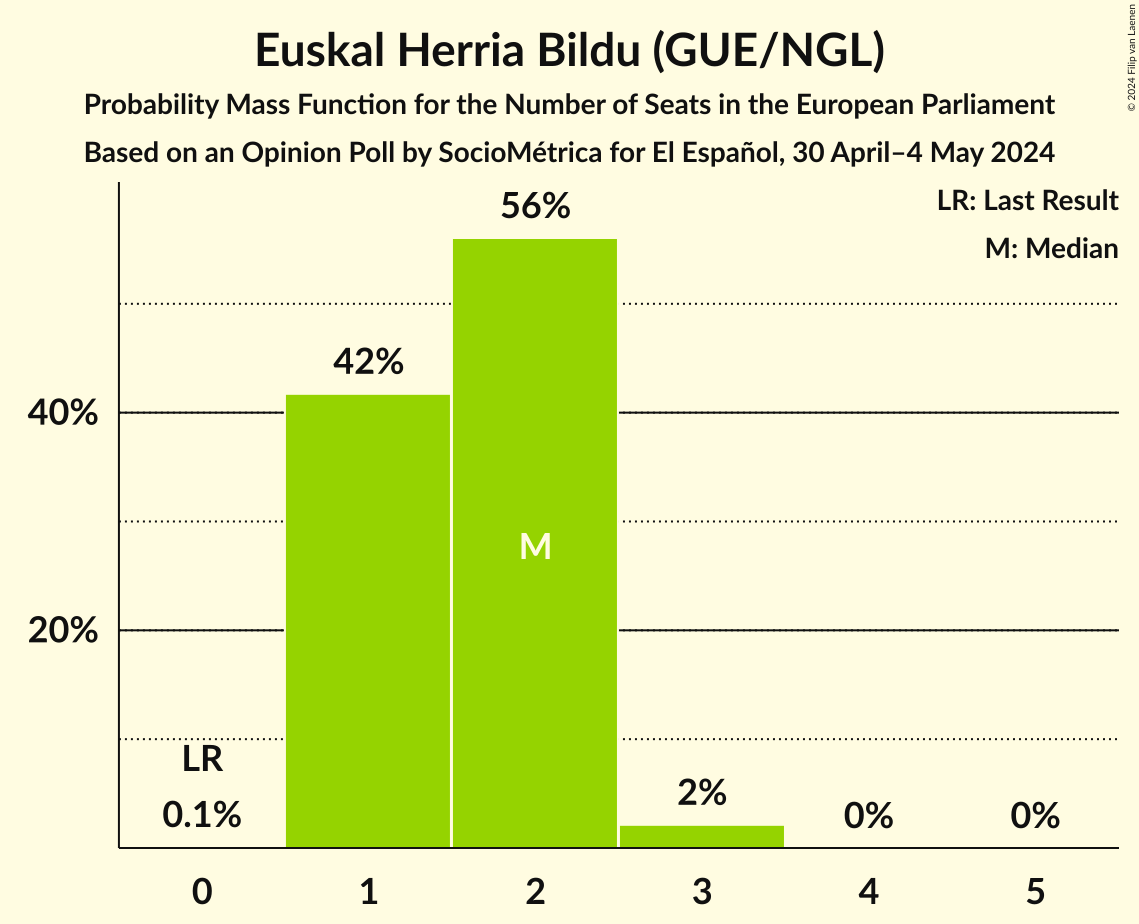 Euskal Herria Bildu (GUE/NGL)
Probability Mass Function for the Number of Seats in the European Parliament
Based on an Opinion Poll by SocioMétrica for El Español, 30 April–4 May 2024
© 2024 Filip van Laenen
LR: Last Result
M: Median
56%
42%
40%
M
20%
LR
0.1%
2%
0%
0%
0
1
2
3
4
5